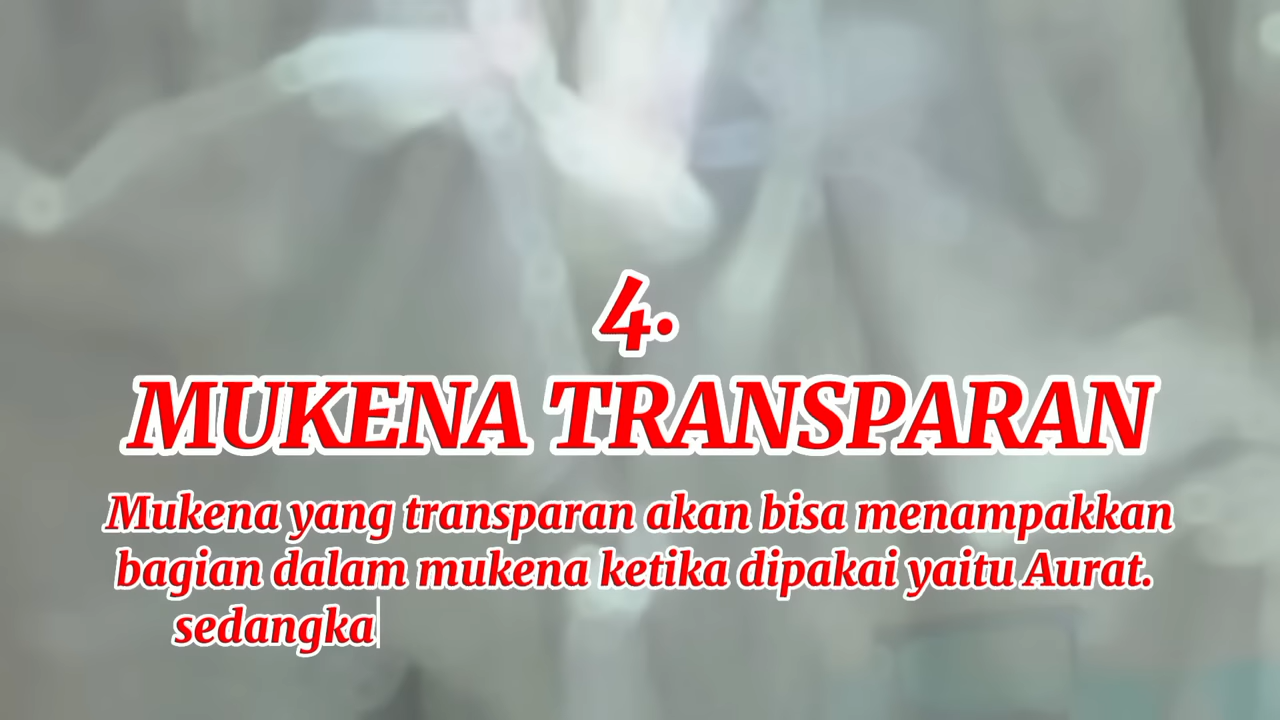 4.
MUKENA TRANSPARAN
Mukena yang transparan akan bisa menampakkan
bagian dalam mukena ketika dipakai yaitu Aurat.
sedangka